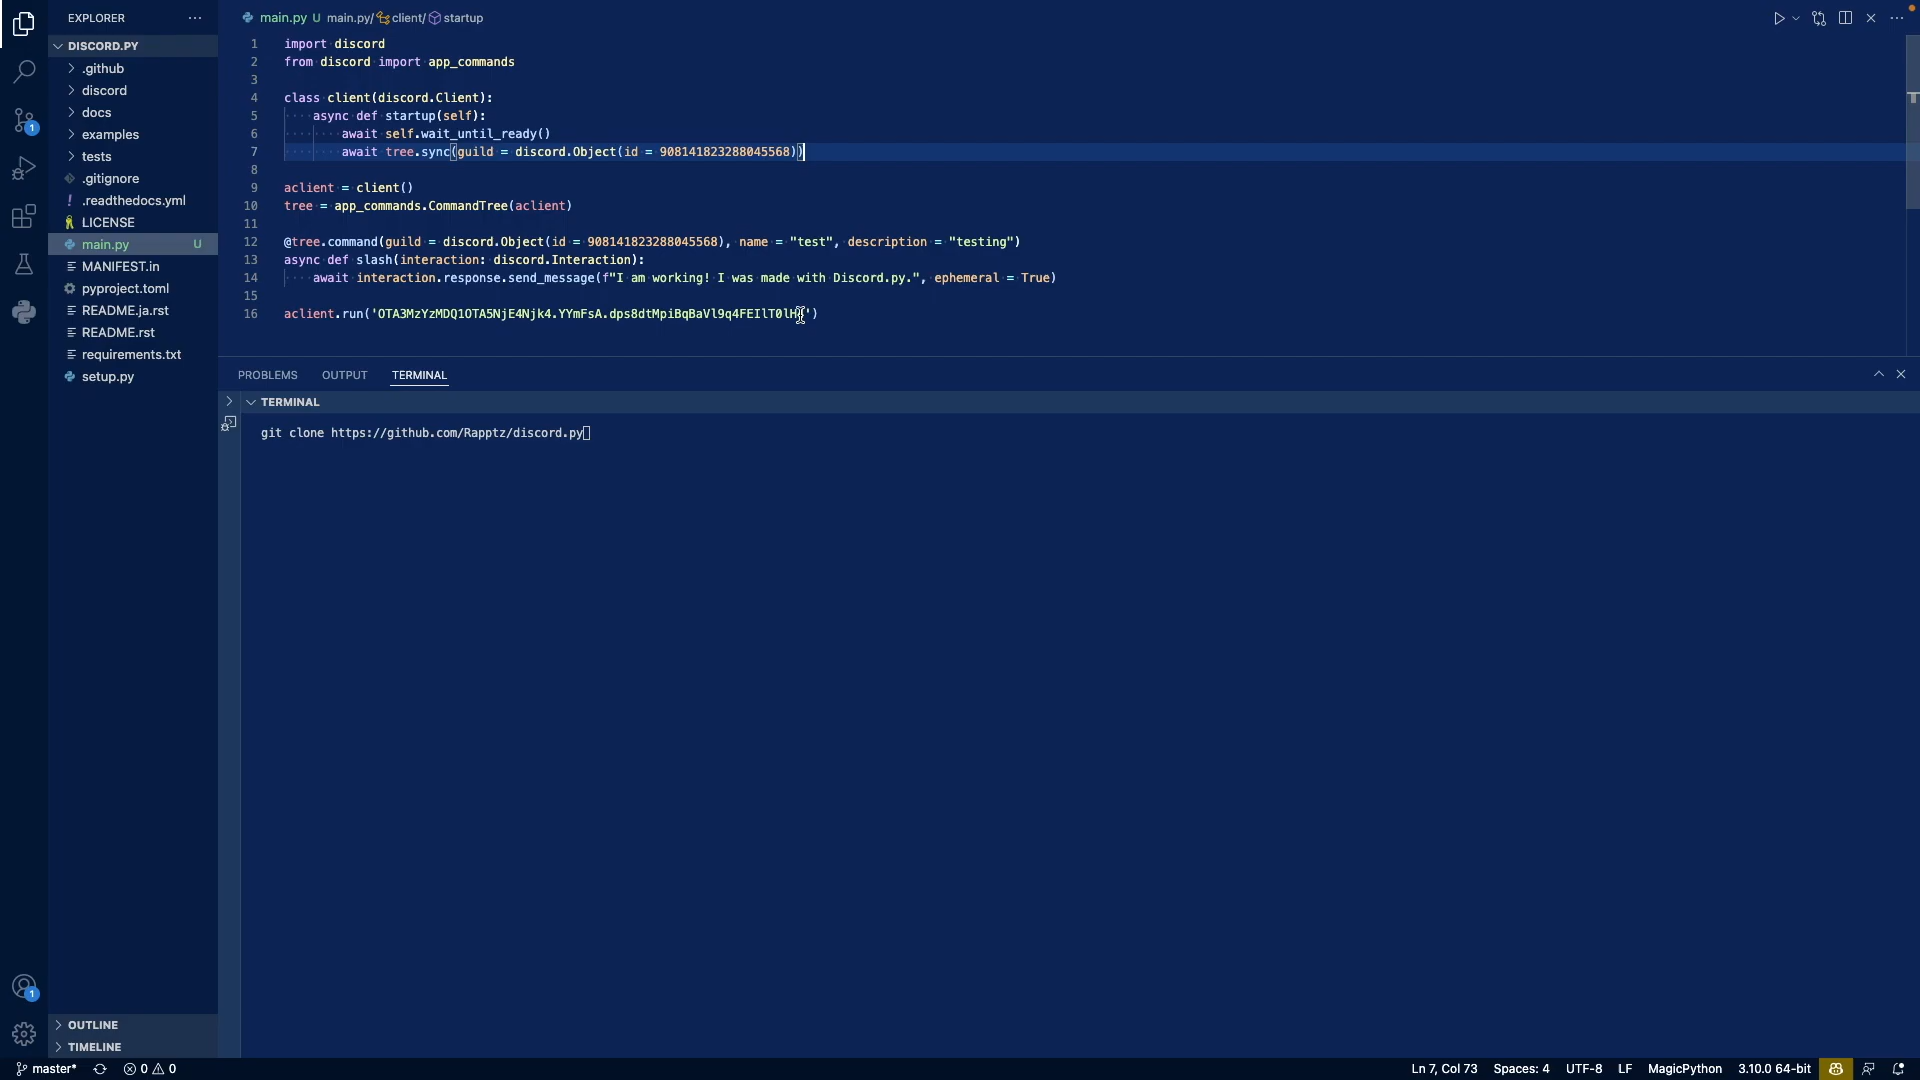 EXPLORER
DISCORD.PY
.github
discord
docs
examples
tests
.gitignore
.readthedocs.yml
LICENSE
main.py U
MANIFEST.in
pyproject.toml
README.ja.rst
README.rst
requirements.txt
setup.py
OUTLINE
TIMELINE
main.py U main.py/ client/ startup
1 import discord
2 from discord import app_commands
3
4 class client(discord.Client):
5 async def startup(self):
6 await self.wait_until_ready()
7 await tree.sync(guild = discord.Object(id = 908141823288045568))
8
9 aclient = client()
10 tree = app_commands.CommandTree(aclient)
11
12 @tree.command(guild = discord.Object(id = 908141823288045568), name = "test", description = "testing")
13 async def slash(interaction: discord.Interaction):
14 await interaction.response.send_message(f"I am working! I was made with Discord.py.", ephemeral = True)
15
16 aclient.run('')
PROBLEMS OUTPUT TERMINAL
TERMINAL
git clone https://github.com/Rapptz/discord.py
1
1
master* 0 0 Ln 7, Col 73 Spaces: 4 UTF-8 LF MagicPython 3.10.0 64-bit